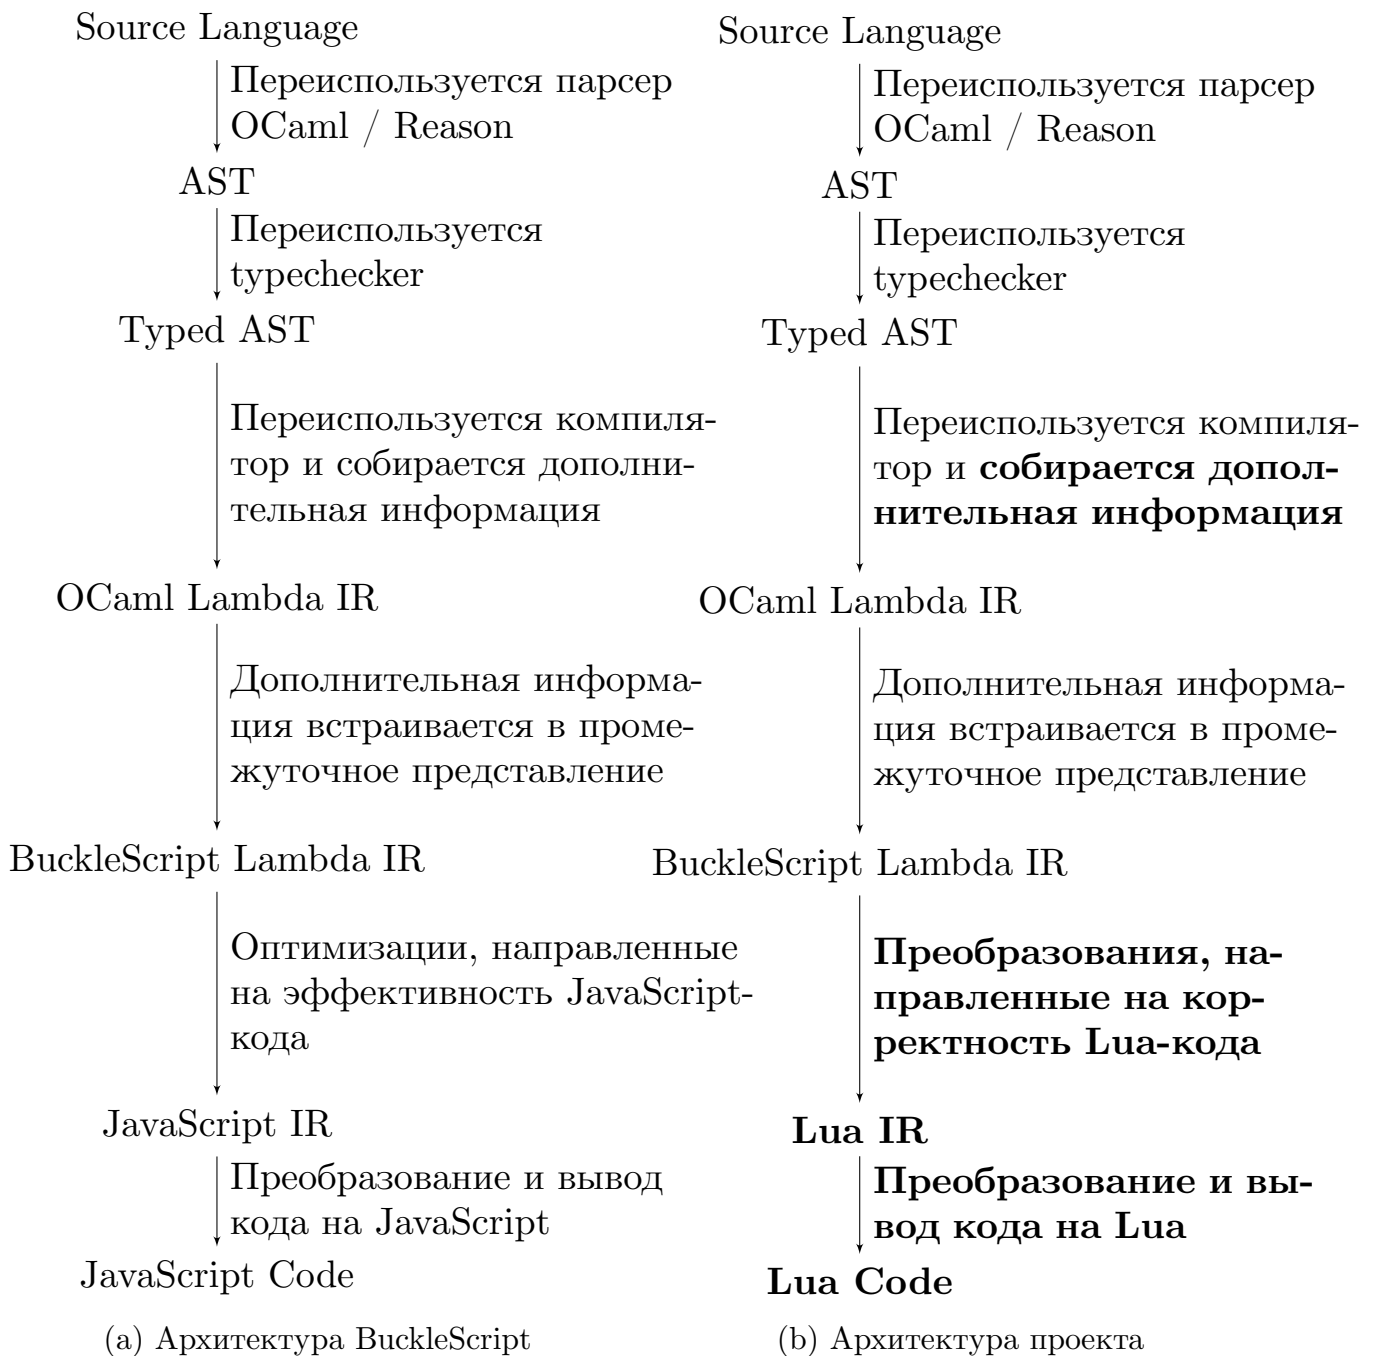 Source Language
Переиспользуется парсер
OCaml / Reason
AST
Переиспользуется
typechecker
Typed AST
Переиспользуется компиля-
тор и собирается дополни-
тельная информация
OCaml Lambda IR
Дополнительная информа-
ция встраивается в проме-
жуточное представление
BuckleScript Lambda IR
Оптимизации, направленные
на эффективность JavaScript-
кода
JavaScript IR
Преобразование и вывод
кода на JavaScript
JavaScript Code
(a) Архитектура BuckleScript
Source Language
Переиспользуется парсер
OCaml / Reason
AST
Переиспользуется
typechecker
Typed AST
Переиспользуется компиля-
тор и собирается допол-
нительная информация
OCaml Lambda IR
Дополнительная информа-
ция встраивается в проме-
жуточное представление
BuckleScript Lambda IR
Преобразования, на-
правленные на кор-
ректность Lua-кода
Lua IR
Преобразование и вы-
вод кода на Lua
Lua Code
(b) Архитектура проекта